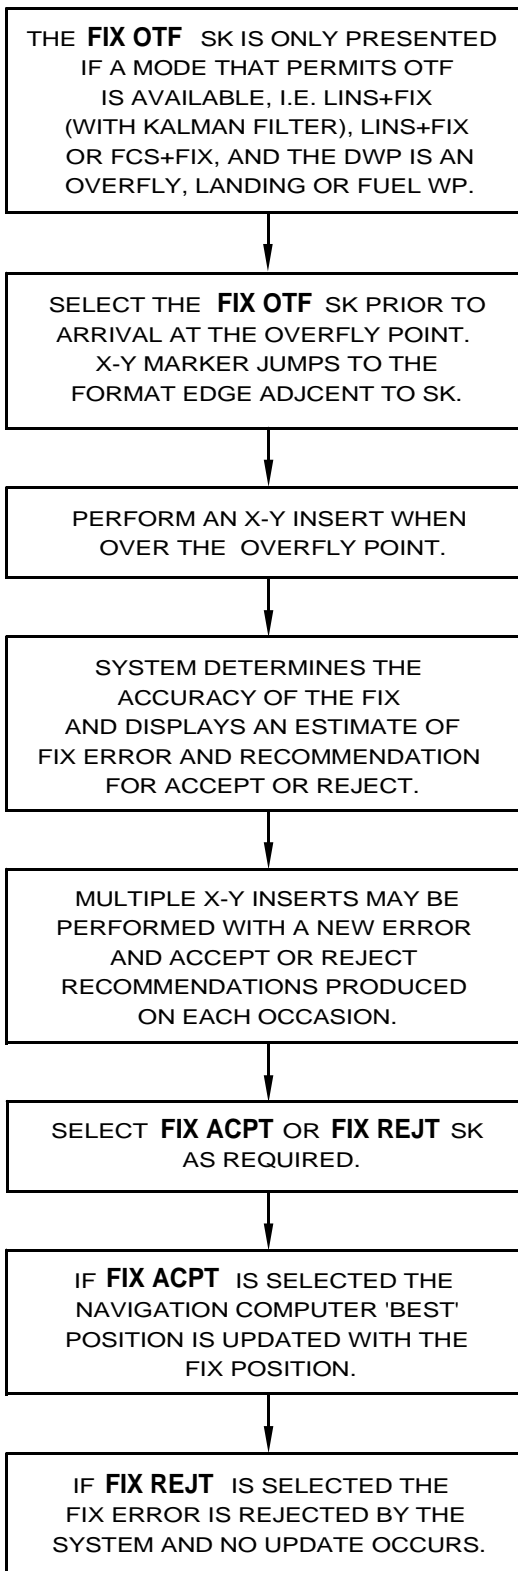 THE FIX OTF SK IS ONLY PRESENTED
IF A MODE THAT PERMITS OTF
IS AVAILABLE, I.E. LINS+FIX
(WITH KALMAN FILTER), LINS+FIX
OR FCS+FIX, AND THE DWP IS AN
OVERFLY, LANDING OR FUEL WP.
SELECT THE FIX OTF SK PRIOR TO
ARRIVAL AT THE OVERFLY POINT.
X-Y MARKER JUMPS TO THE
FORMAT EDGE ADJCENT TO SK.
PERFORM AN X-Y INSERT WHEN
OVER THE OVERFLY POINT.
SYSTEM DETERMINES THE
ACCURACY OF THE FIX
AND DISPLAYS AN ESTIMATE OF
FIX ERROR AND RECOMMENDATION
FOR ACCEPT OR REJECT.
MULTIPLE X-Y INSERTS MAY BE
PERFORMED WITH A NEW ERROR
AND ACCEPT OR REJECT
RECOMMENDATIONS PRODUCED
ON EACH OCCASION.
SELECT FIX ACPT OR FIX REJT SK
AS REQUIRED.
IF FIX ACPT IS SELECTED THE
NAVIGATION COMPUTER 'BEST'
POSITION IS UPDATED WITH THE
FIX POSITION.
IF FIX REJT IS SELECTED THE
FIX ERROR IS REJECTED BY THE
SYSTEM AND NO UPDATE OCCURS.